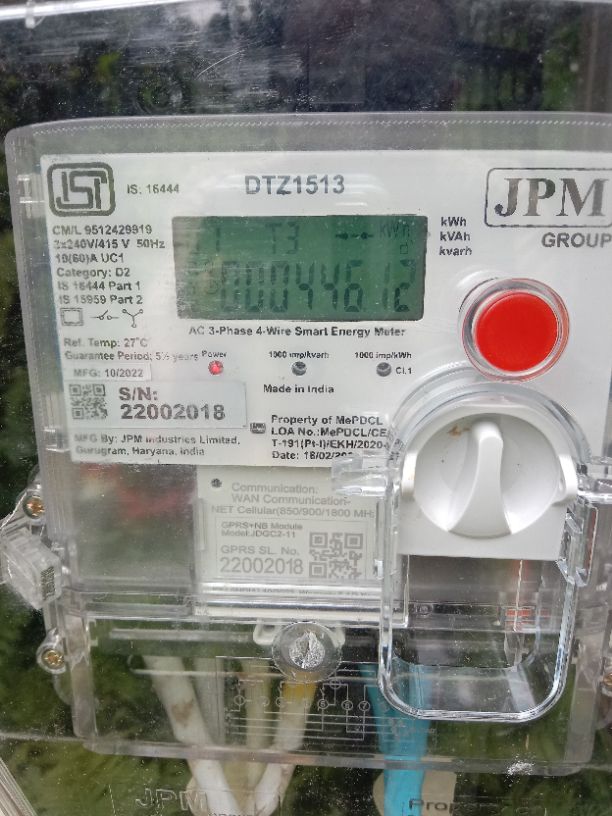 ISI
IS: 16444
DTZ1513
JPM
GROUP
CM/L 9512429919
3x240V/415 V 50Hz
10(60)A UC1
Category: D2
IS 16444 Part 1
IS 15959 Part 2
T3 kWh
00044612
kWh
kVAh
kvarh
AC 3-Phase 4-Wire Smart Energy Meter
Ref. Temp: 27°C
Guarantee Period: 5½ years
Power
1000 imp/kvarh
1000 imp/kWh
Cl.1
MFG: 10/2022
Made in India
S/N:
22002018
Property of MePDCL
LOA No.:MePDCL/CE
T-191(Pt-I)/EKH/2020-
Date: 18/02/
MFG By: JPM Industries Limited,
Gurugram, Haryana, India
Communication:
WAN Communication-
NET Cellular(850/900/1800 MHz
GPRS+NB Module
Model:JDGC2-11
GPRS SL. No.
22002018
JPM